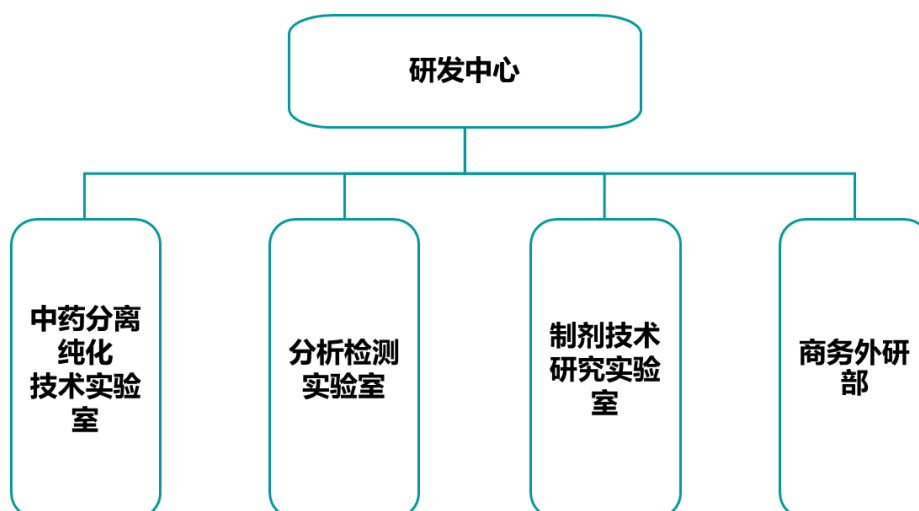 研发中心
中药分离
纯化
技术实验
室
分析检测
实验室
制剂技术
研究实验
室
商务外研
部